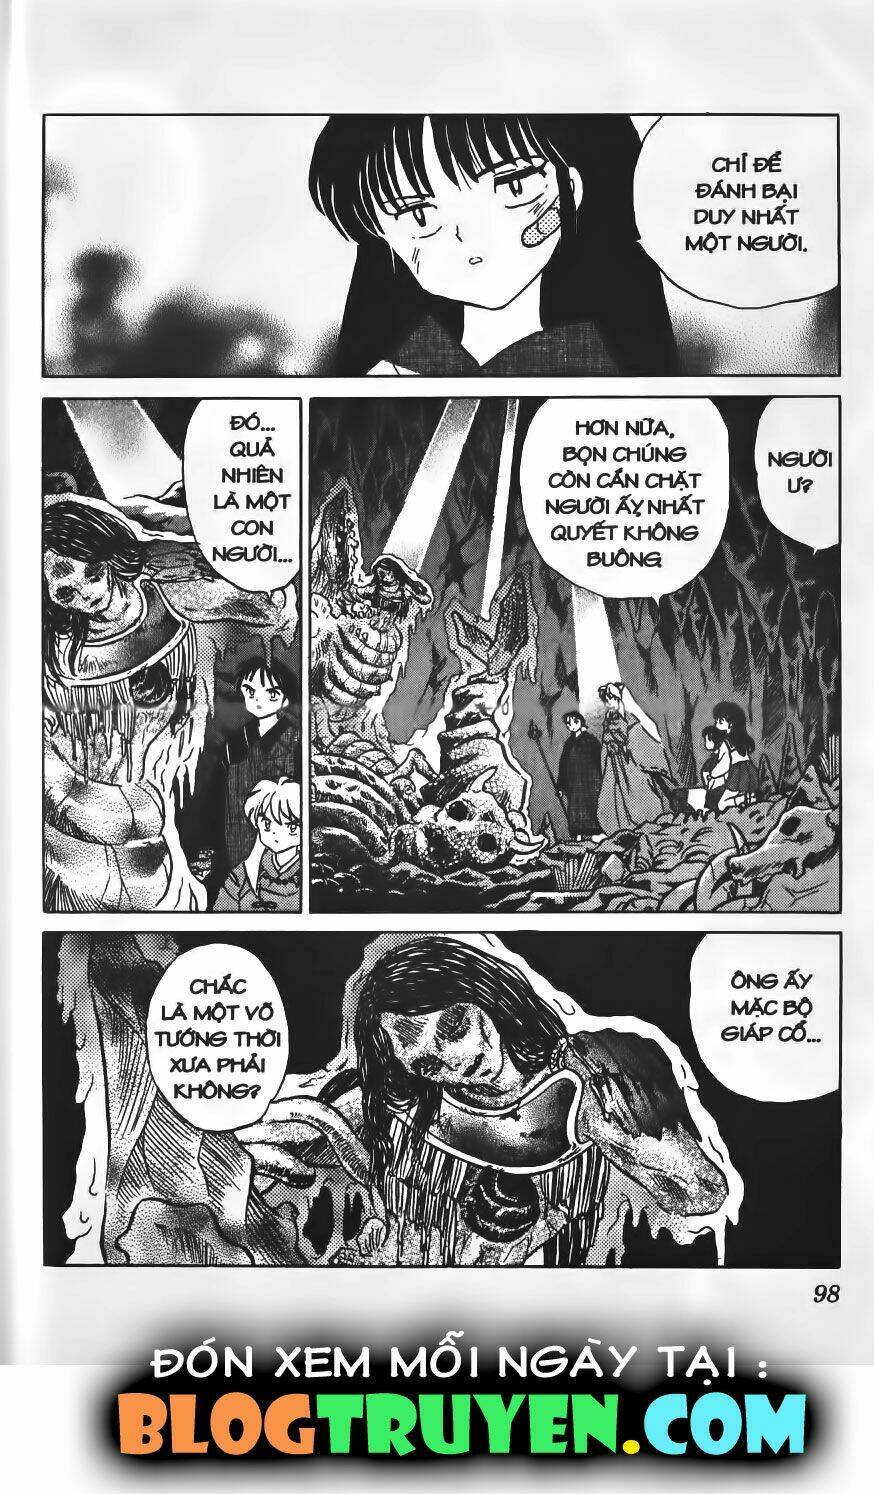 CHỈ ĐỂ
ĐÁNH BẠI
DUY NHẤT
MỘT NGƯỜI.
ĐÓ...
QUẢ
NHIÊN
LÀ MỘT
CON
NGƯỜI...
HƠN NỮA,
BỌN CHÚNG
CÒN CẮN CHẶT
NGƯỜI ẤY, NHẤT
QUYẾT KHÔNG
BUÔNG.
NGƯỜI
Ư?
CHẮC
LÀ MỘT VÕ
TƯỚNG THỜI
XƯA PHẢI
KHÔNG?
ÔNG ẤY
MẶC BỘ
GIÁP CỔ...
98
ĐÓN XEM MỖI NGÀY TẠI :
BLOGTRUYEN.COM